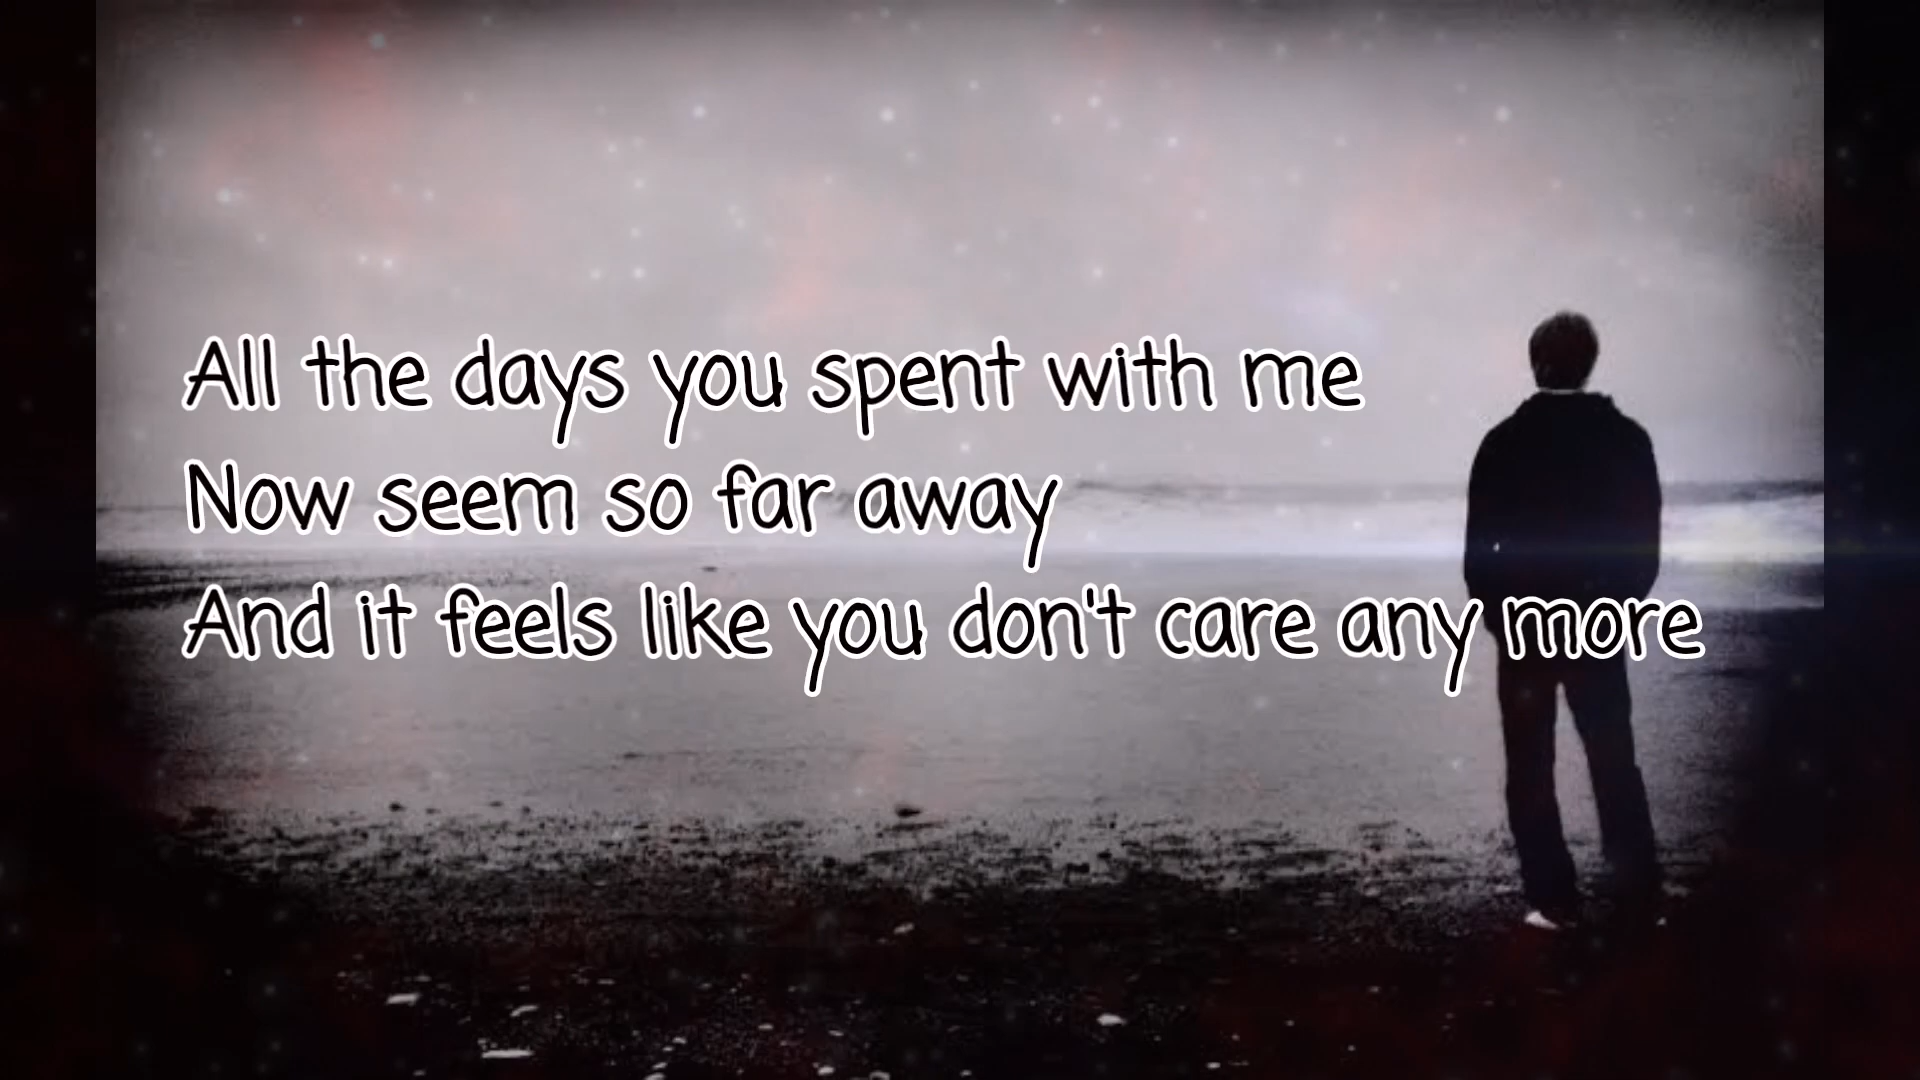 All the days you spent with me
Now seem so far away
And it feels like you don't care any more